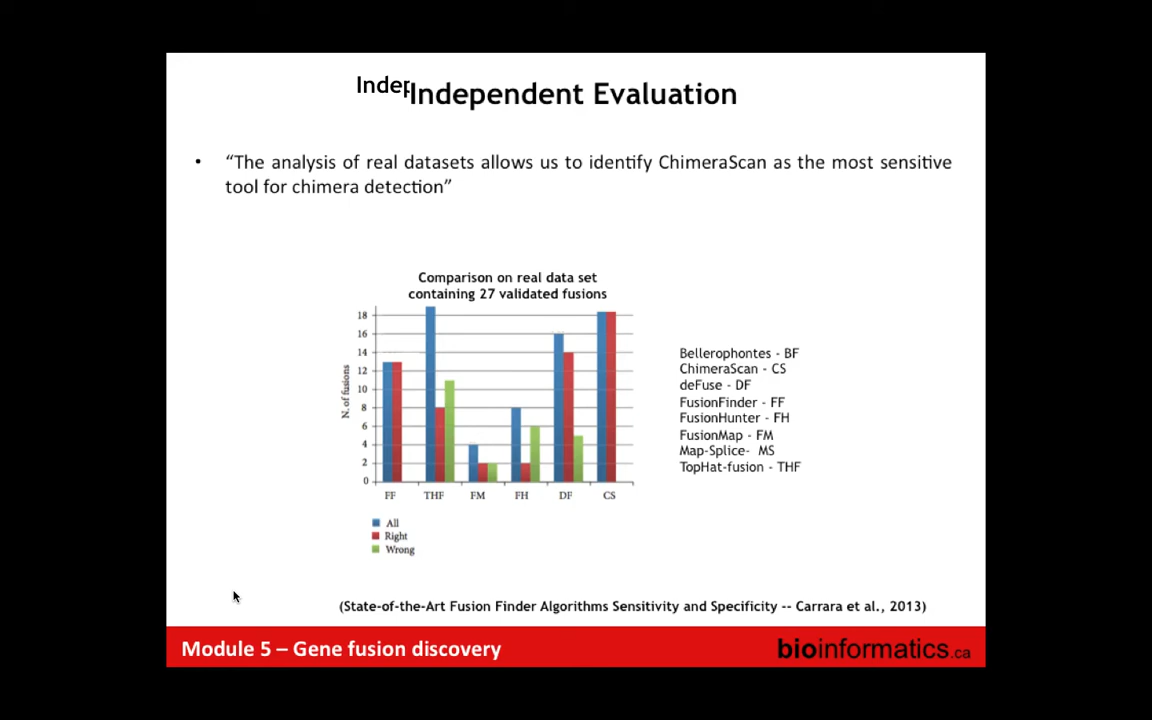 Indep
Independent Evaluation
• “The analysis of real datasets allows us to identify ChimeraScan as the most sensitive
tool for chimera detection”
Comparison on real data set
containing 27 validated fusions
N. of fusions
18
16
14
12
10
8
6
4
2
0
FF THF FM FH DF CS
All
Right
Wrong
Bellerophontes - BF
ChimeraScan - CS
deFuse - DF
FusionFinder - FF
FusionHunter - FH
FusionMap - FM
Map-Splice- MS
TopHat-fusion - THF
(State-of-the-Art Fusion Finder Algorithms Sensitivity and Specificity -- Carrara et al., 2013)
Module 5 – Gene fusion discovery
bioinformatics.ca